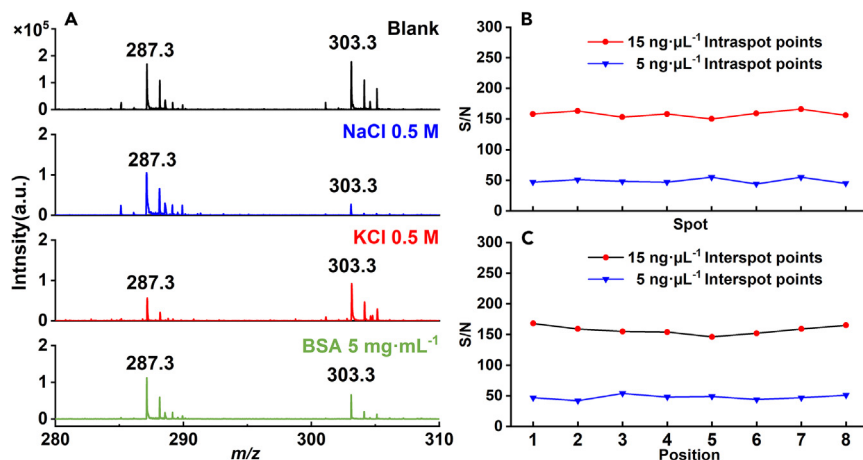 A
×10⁵
Blank
287.3
303.3
2
1
0
NaCl 0.5 M
287.3
303.3
2
1
0
KCl 0.5 M
287.3
303.3
2
1
0
BSA 5 mg·mL⁻¹
287.3
303.3
2
1
0
Intnsity(a.u.)
280 290 300 310
m/z
B
300
250
200
150
100
50
0
S/N
15 ng·µL⁻¹ Intraspot points
5 ng·µL⁻¹ Intraspot points
Spot
C
300
250
200
150
100
50
0
S/N
15 ng·µL⁻¹ Interspot points
5 ng·µL⁻¹ Interspot points
1 2 3 4 5 6 7 8
Position